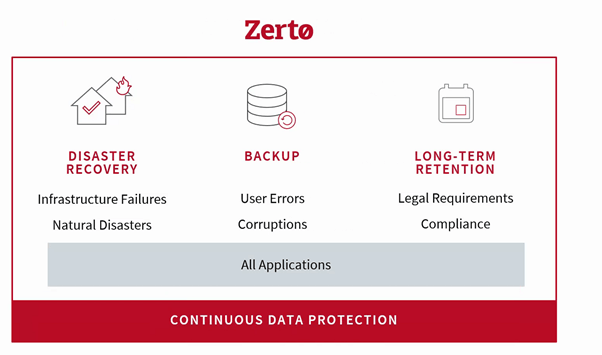 Zertø
DISASTER
RECOVERY
Infrastructure Failures
Natural Disasters
BACKUP
User Errors
Corruptions
LONG-TERM
RETENTION
Legal Requirements
Compliance
All Applications
CONTINUOUS DATA PROTECTION